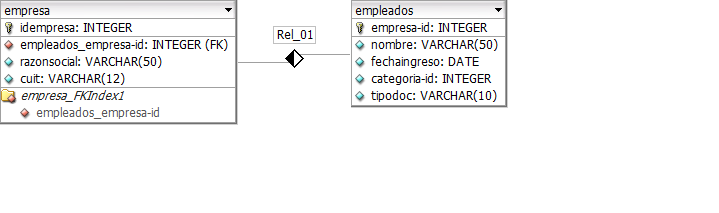 empresa
idempresa: INTEGER
empleados_empresa-id: INTEGER (FK)
razonsocial: VARCHAR(50)
cuit: VARCHAR(12)
empresa_FKIndex1
empleados_empresa-id
Rel_01
empleados
empresa-id: INTEGER
nombre: VARCHAR(50)
fechaingreso: DATE
categoria-id: INTEGER
tipodoc: VARCHAR(10)